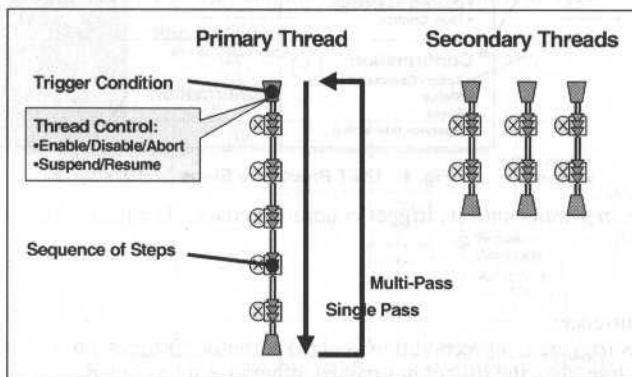 Primary Thread
Secondary Threads
Trigger Condition
Thread Control:
•Enable/Disable/Abort
•Suspend/Resume
Sequence of Steps
Multi-Pass
Single Pass